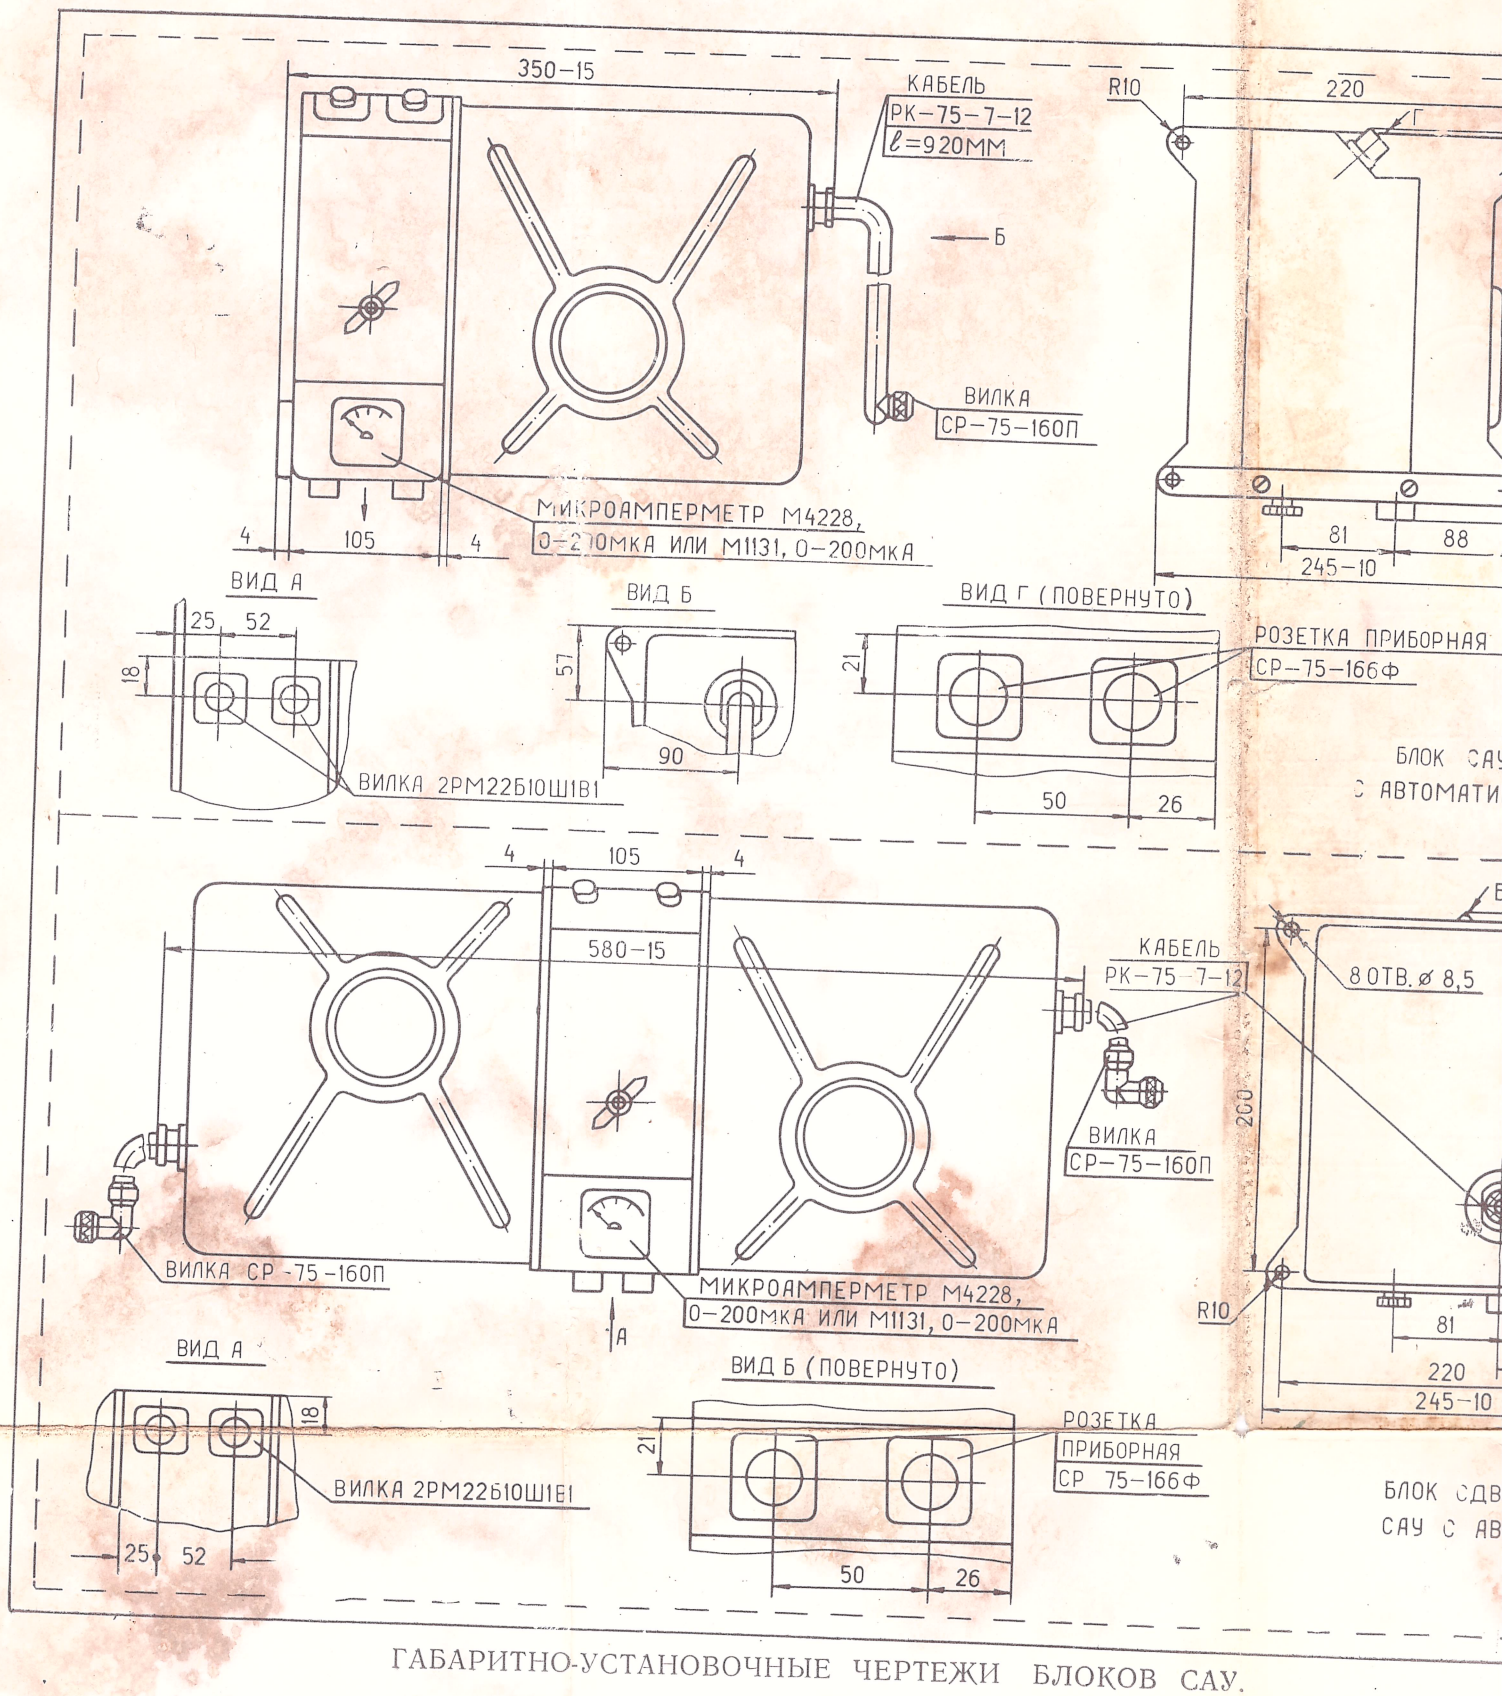 350–15
КАБЕЛЬ
РК–75–7–12
ℓ=920ММ
R10
220
Г
Б
ВИЛКА
СР–75–160П
МИКРОАМПЕРМЕТР М4228,
0–200МКА ИЛИ М1131, 0–200МКА
4
105
4
81
88
245–10
ВИД А
25
52
18
ВИЛКА 2РМ22Б10Ш1В1
ВИД Б
57
90
ВИД Г (ПОВЕРНУТО)
21
50
26
РОЗЕТКА ПРИБОРНАЯ
СР–75–166Ф
БЛОК САУ
С АВТОМАТИ
4
105
4
580–15
КАБЕЛЬ
РК–75–7–12
8 ОТВ. ⌀ 8,5
200
ВИЛКА
СР–75–160П
ВИЛКА СР–75–160П
МИКРОАМПЕРМЕТР М4228,
0–200МКА ИЛИ М1131, 0–200МКА
А
R10
81
220
245–10
ВИД А
18
ВИЛКА 2РМ22Б10Ш1В1
25
52
ВИД Б (ПОВЕРНУТО)
21
50
26
РОЗЕТКА
ПРИБОРНАЯ
СР 75–166Ф
БЛОК СДВ
САУ С АВ
ГАБАРИТНО-УСТАНОВОЧНЫЕ ЧЕРТЕЖИ БЛОКОВ САУ.